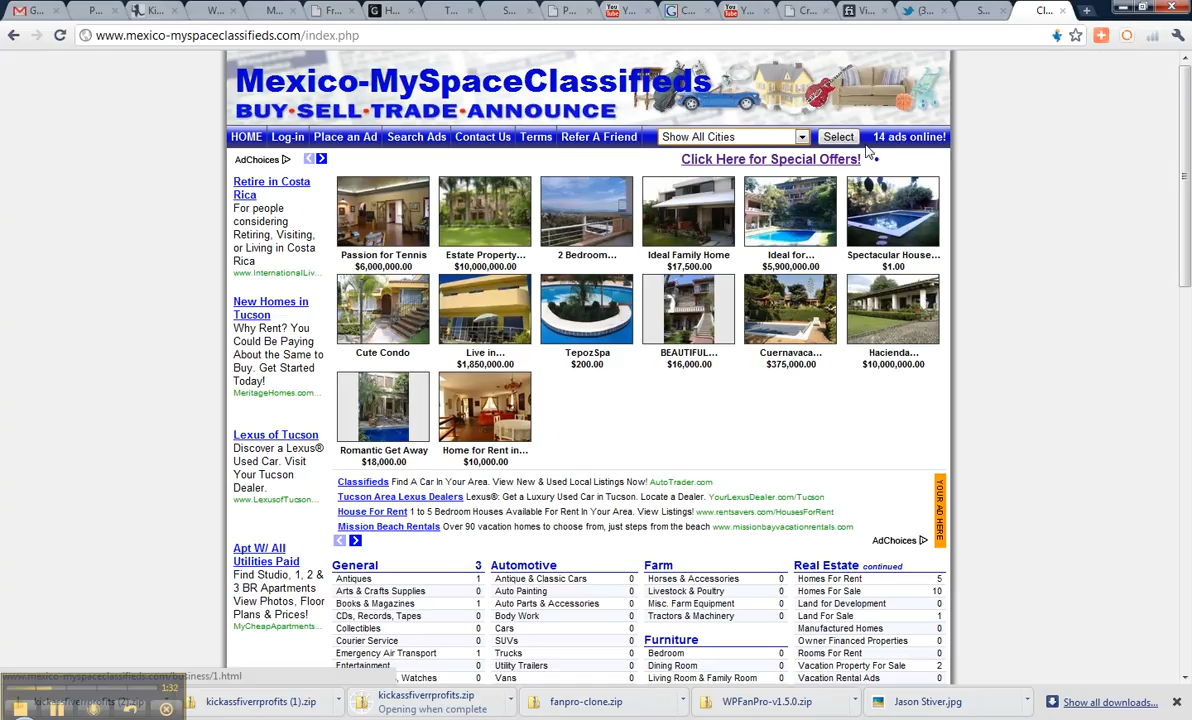 www.mexico-myspaceclassifieds.com/index.php
Mexico-MySpaceClassifieds
BUY•SELL•TRADE•ANNOUNCE
HOME Log-in Place an Ad Search Ads Contact Us Terms Refer A Friend Show All Cities Select 14 ads online!
AdChoices
Click Here for Special Offers!
Retire in Costa
Rica
For people
considering
Retiring, Visiting,
or Living in Costa
Rica
www.InternationalLiv...
New Homes in
Tucson
Why Rent? You
Could Be Paying
About the Same to
Buy. Get Started
Today!
MeritageHomes.com...
Lexus of Tucson
Discover a Lexus®
Used Car. Visit
Your Tucson
Dealer.
www.LexusofTucson...
Apt W/ All
Utilities Paid
Find Studio, 1, 2 &
3 BR Apartments
View Photos, Floor
Plans & Prices!
MyCheapApartments...
Passion for Tennis Estate Property... 2 Bedroom... Ideal Family Home Ideal for... Spectacular House...
$6,000,000.00 $10,000,000.00 $17,500.00 $5,900,000.00 $1.00
Cute Condo Live in... TepozSpa BEAUTIFUL... Cuernavaca... Hacienda...
$1,850,000.00 $200.00 $16,000.00 $375,000.00 $10,000,000.00
Romantic Get Away Home for Rent in...
$18,000.00 $10,000.00
Classifieds Find A Car In Your Area. View New & Used Local Listings Now! AutoTrader.com
Tucson Area Lexus Dealers Lexus®: Get a Luxury Used Car in Tucson. Locate a Dealer. YourLexusDealer.com/Tucson
House For Rent 1 to 5 Bedroom Houses Available For Rent In Your Area. View Listings! www.rentsavers.com/HousesForRent
Mission Beach Rentals Over 90 vacation homes to choose from, just steps from the beach www.missionbayvacationrentals.com
AdChoices
YOUR AD HERE
General 3
Antiques 1
Arts & Crafts Supplies 0
Books & Magazines 1
CDs, Records, Tapes 0
Collectibles 0
Courier Service 0
Emergency Air Transport 1
Entertainment
, Watches 0
Automotive
Antique & Classic Cars 0
Auto Painting 0
Auto Parts & Accessories 0
Body Work 0
Cars 0
SUVs 0
Trucks 0
Utility Trailers 0
Vans 0
Farm
Horses & Accessories 0
Livestock & Poultry 0
Misc. Farm Equipment 0
Tractors & Machinery 0
Furniture
Bedroom 0
Dining Room 0
Living Room & Family Room 0
Real Estate continued
Homes For Rent 5
Homes For Sale 10
Land for Development 0
Land For Sale 1
Manufactured Homes 0
Owner Financed Properties 0
Rooms For Rent 0
Vacation Property For Sale 2
Vacation Rental Ads 0
www.mexico-myspaceclassifieds.com/business/1.html
1:32
kickassfiverrprofits (2).zip
kickassfiverrprofits (1).zip
kickassfiverrprofits.zip
Opening when complete
fanpro-clone.zip
WPFanPro-v1.5.0.zip
Jason Stiver.jpg
Show all downloads...